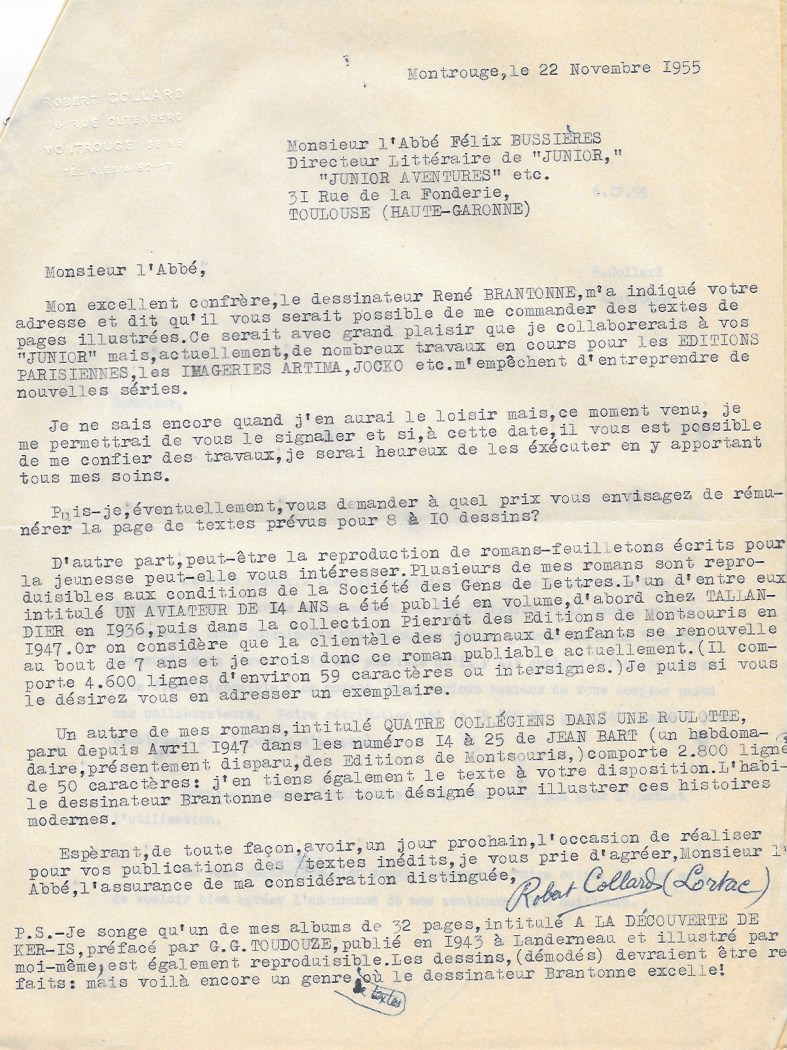 Montrouge,le 22 Novembre I955
ROBERT COLLARD
RUE GUTENBERG
MONTROUGE (SEINE)
Monsieur l'Abbé Félix BUSSIÈRES
Directeur Littéraire de "JUNIOR,"
"JUNIOR AVENTURES" etc.
3I Rue de la Fonderie,
TOULOUSE (HAUTE-GARONNE)
Monsieur l'Abbé,
Mon excellent confrère,le dessinateur René BRANTONNE,m'a indiqué votre
adresse et dit qu'il vous serait possible de me commander des textes de
pages illustrées.Ce serait avec grand plaisir que je collaborerais à vos
"JUNIOR" mais,actuellement,de nombreux travaux en cours pour les EDITIONS
PARISIENNES,les IMAGERIES ARTIMA,JOCKO etc.m'empêchent d'entreprendre de
nouvelles séries.
Je ne sais encore quand j'en aurai le loisir mais,ce moment venu, je
me permettrai de vous le signaler et si,à cette date,il vous est possible
de me confier des travaux,je serai heureux de les éxécuter en y apportant
tous mes soins.
Puis-je,éventuellement,vous demander à quel prix vous envisagez de rému-
nérer la page de textes prévus pour 8 à IO dessins?
D'autre part,peut-être la reproduction de romans-feuilletons écrits pour
la jeunesse peut-elle vous intéresser.Plusieurs de mes romans sont repro-
duisibles aux conditions de la Société des Gens de Lettres.L'un d'entre eux
intitulé UN AVIATEUR DE I4 ANS a été publié en volume,d'abord chez TALLAN-
DIER en I936,puis dans la collection Pierrot des Editions de Montsouris en
I947.Or on considère que la clientèle des journaux d'enfants se renouvelle
au bout de 7 ans et je crois donc ce roman publiable actuellement.(Il com-
porte 4.600 lignes d'environ 59 caractères ou intersignes.)Je puis si vous
le désirez vous en adresser un exemplaire.
Un autre de mes romans,intitulé QUATRE COLLÉGIENS DANS UNE ROULOTTE,
paru depuis Avril I947 dans les numéros I4 à 25 de JEAN BART (un hebdoma-
daire,présentement disparu,des Editions de Montsouris,)comporte 2.800 ligne
de 50 caractères: j'en tiens également le texte à votre disposition.L'habi-
le dessinateur Brantonne serait tout désigné pour illustrer ces histoires
modernes.
Espèrant,de toute façon,avoir,un jour prochain,l'occasion de réaliser
pour vos publications des textes inédits,je vous prie d'agréer,Monsieur l'
Abbé,l'assurance de ma considération distinguée,
Robert Collard (Lortac)
P.S.-Je songe qu'un de mes albums de 32 pages,intitulé A LA DÉCOUVERTE DE
KER-IS,préfacé par G.G.TOUDOUZE,publié en I943 à Landerneau et illustré par
moi-même,est également reproduisible.Les dessins,(démodés) devraient être re
faits: mais voilà encore un genre où le dessinateur Brantonne excelle!
de textes